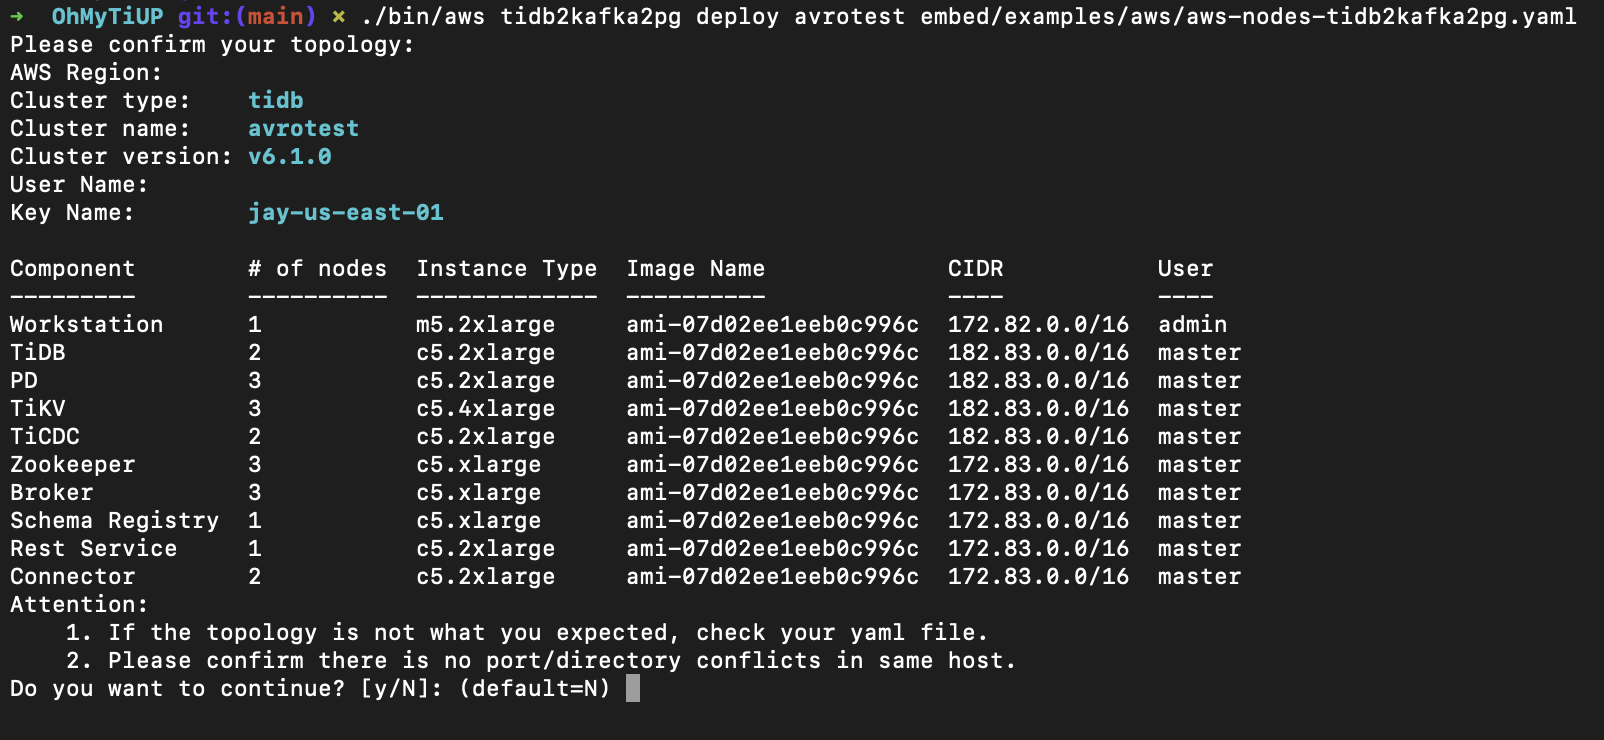 → OhMyTiUP git:(main) × ./bin/aws tidb2kafka2pg deploy avrotest embed/examples/aws/aws-nodes-tidb2kafka2pg.yaml
Please confirm your topology:
AWS Region:
Cluster type:    tidb
Cluster name:    avrotest
Cluster version: v6.1.0
User Name:
Key Name:        jay-us-east-01
Component        # of nodes  Instance Type  Image Name             CIDR           User
---------        ----------  -------------  ----------             ----           ----
Workstation      1           m5.2xlarge     ami-07d02ee1eeb0c996c  172.82.0.0/16  admin
TiDB             2           c5.2xlarge     ami-07d02ee1eeb0c996c  182.83.0.0/16  master
PD               3           c5.2xlarge     ami-07d02ee1eeb0c996c  182.83.0.0/16  master
TiKV             3           c5.4xlarge     ami-07d02ee1eeb0c996c  182.83.0.0/16  master
TiCDC            2           c5.2xlarge     ami-07d02ee1eeb0c996c  182.83.0.0/16  master
Zookeeper        3           c5.xlarge      ami-07d02ee1eeb0c996c  172.83.0.0/16  master
Broker           3           c5.xlarge      ami-07d02ee1eeb0c996c  172.83.0.0/16  master
Schema Registry  1           c5.xlarge      ami-07d02ee1eeb0c996c  172.83.0.0/16  master
Rest Service     1           c5.2xlarge     ami-07d02ee1eeb0c996c  172.83.0.0/16  master
Connector        2           c5.2xlarge     ami-07d02ee1eeb0c996c  172.83.0.0/16  master
Attention:
    1. If the topology is not what you expected, check your yaml file.
    2. Please confirm there is no port/directory conflicts in same host.
Do you want to continue? [y/N]: (default=N)